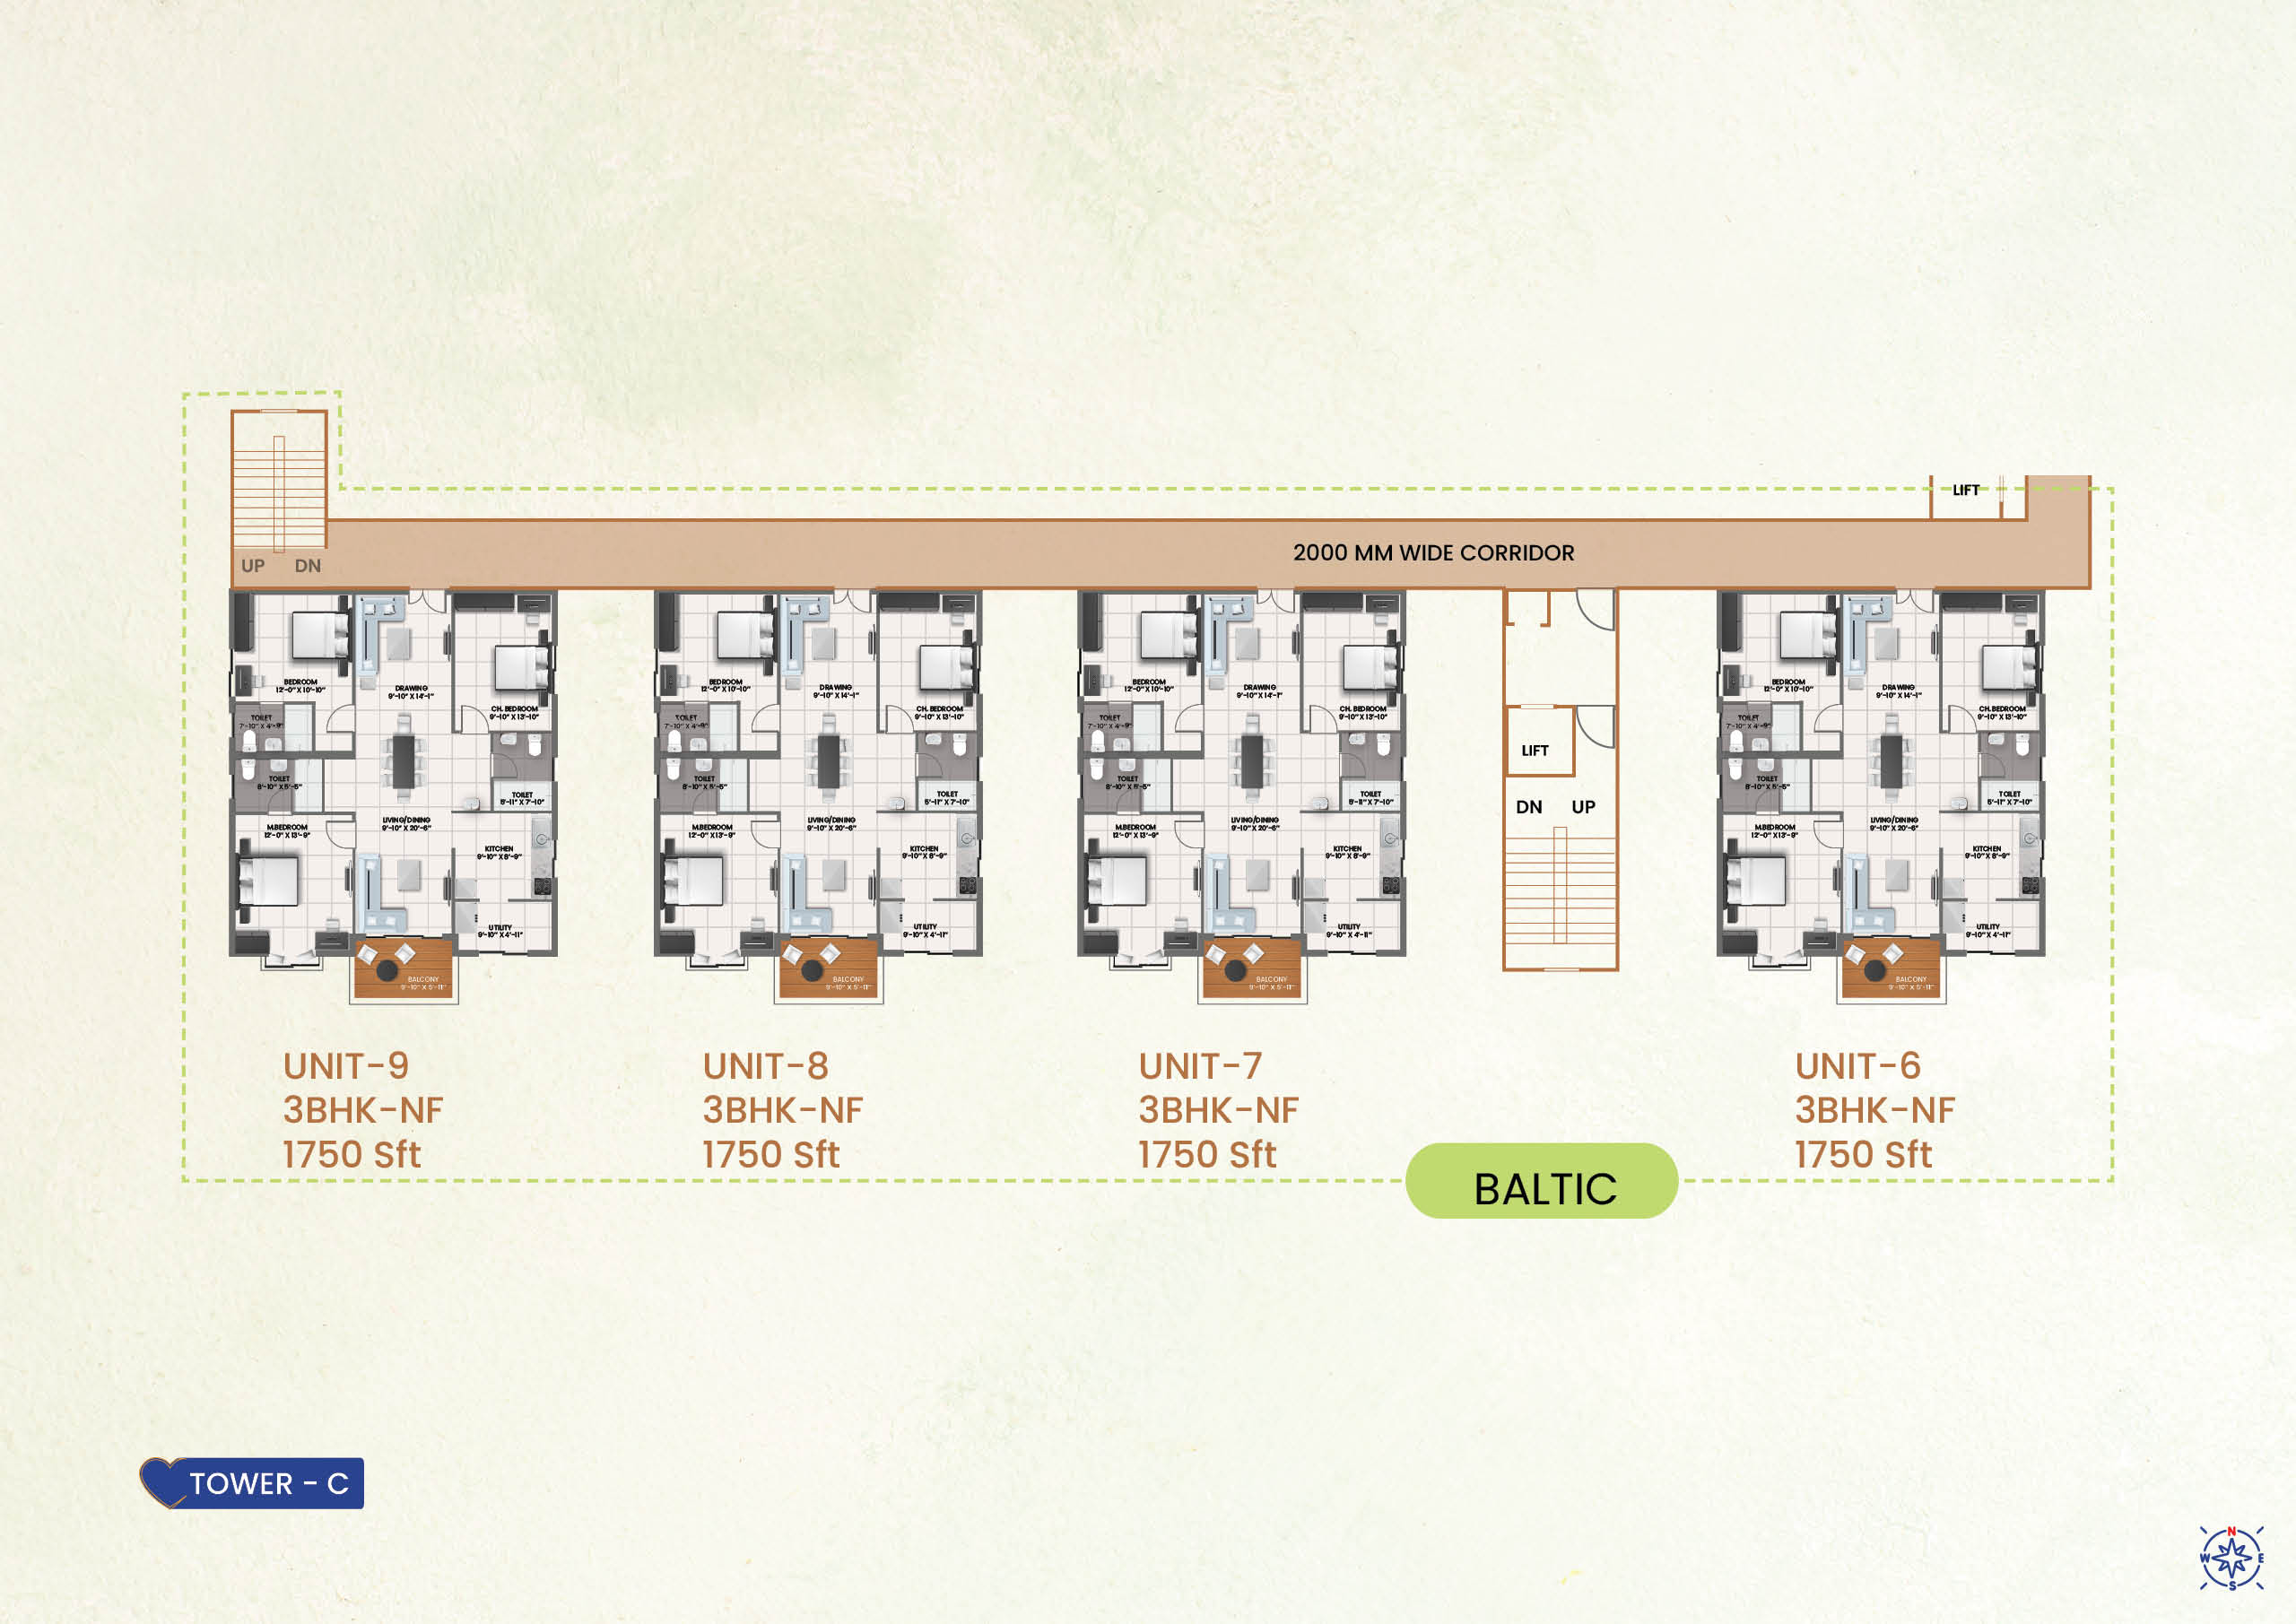 LIFT
2000 MM WIDE CORRIDOR
UP DN
BEDROOM
12'-0" X 10'-10"
DRAWING
9'-10" X 14'-1"
CH. BEDROOM
9'-10" X 13'-10"
TOILET
7'-10" X 4'-9"
TOILET
8'-10" X 5'-5"
TOILET
5'-11" X 7'-10"
M.BEDROOM
12'-0" X 13'-9"
LIVING/DINING
9'-10" X 20'-6"
KITCHEN
9'-10" X 8'-9"
UTILITY
9'-10" X 4'-11"
BALCONY
9'-10" X 5'-11"
BEDROOM
12'-0" X 10'-10"
DRAWING
9'-10" X 14'-1"
CH. BEDROOM
9'-10" X 13'-10"
TOILET
7'-10" X 4'-9"
TOILET
8'-10" X 5'-5"
TOILET
5'-11" X 7'-10"
M.BEDROOM
12'-0" X 13'-9"
LIVING/DINING
9'-10" X 20'-6"
KITCHEN
9'-10" X 8'-9"
UTILITY
9'-10" X 4'-11"
BALCONY
9'-10" X 5'-11"
BEDROOM
12'-0" X 10'-10"
DRAWING
9'-10" X 14'-1"
CH. BEDROOM
9'-10" X 13'-10"
TOILET
7'-10" X 4'-9"
TOILET
8'-10" X 5'-5"
TOILET
5'-11" X 7'-10"
M.BEDROOM
12'-0" X 13'-9"
LIVING/DINING
9'-10" X 20'-6"
KITCHEN
9'-10" X 8'-9"
UTILITY
9'-10" X 4'-11"
BALCONY
9'-10" X 5'-11"
LIFT
DN UP
BEDROOM
12'-0" X 10'-10"
DRAWING
9'-10" X 14'-1"
CH. BEDROOM
9'-10" X 13'-10"
TOILET
7'-10" X 4'-9"
TOILET
8'-10" X 5'-5"
TOILET
5'-11" X 7'-10"
M.BEDROOM
12'-0" X 13'-9"
LIVING/DINING
9'-10" X 20'-6"
KITCHEN
9'-10" X 8'-9"
UTILITY
9'-10" X 4'-11"
BALCONY
9'-10" X 5'-11"
UNIT-9
3BHK-NF
1750 Sft
UNIT-8
3BHK-NF
1750 Sft
UNIT-7
3BHK-NF
1750 Sft
UNIT-6
3BHK-NF
1750 Sft
BALTIC
TOWER - C
N
W E
S